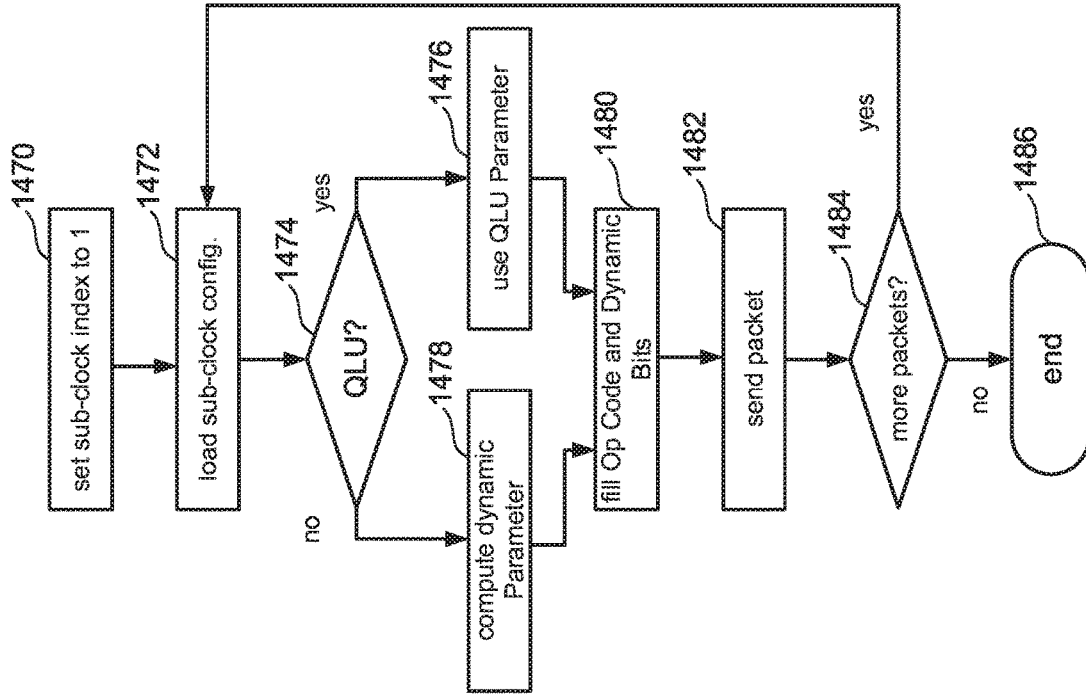 1470
set sub-clock index to 1
1472
load sub-clock config.
1474
QLU?
yes
no
1476
use QLU Parameter
1478
compute dynamic
Parameter
1480
fill Op Code and Dynamic
Bits
1482
send packet
1484
more packets?
yes
no
1486
end